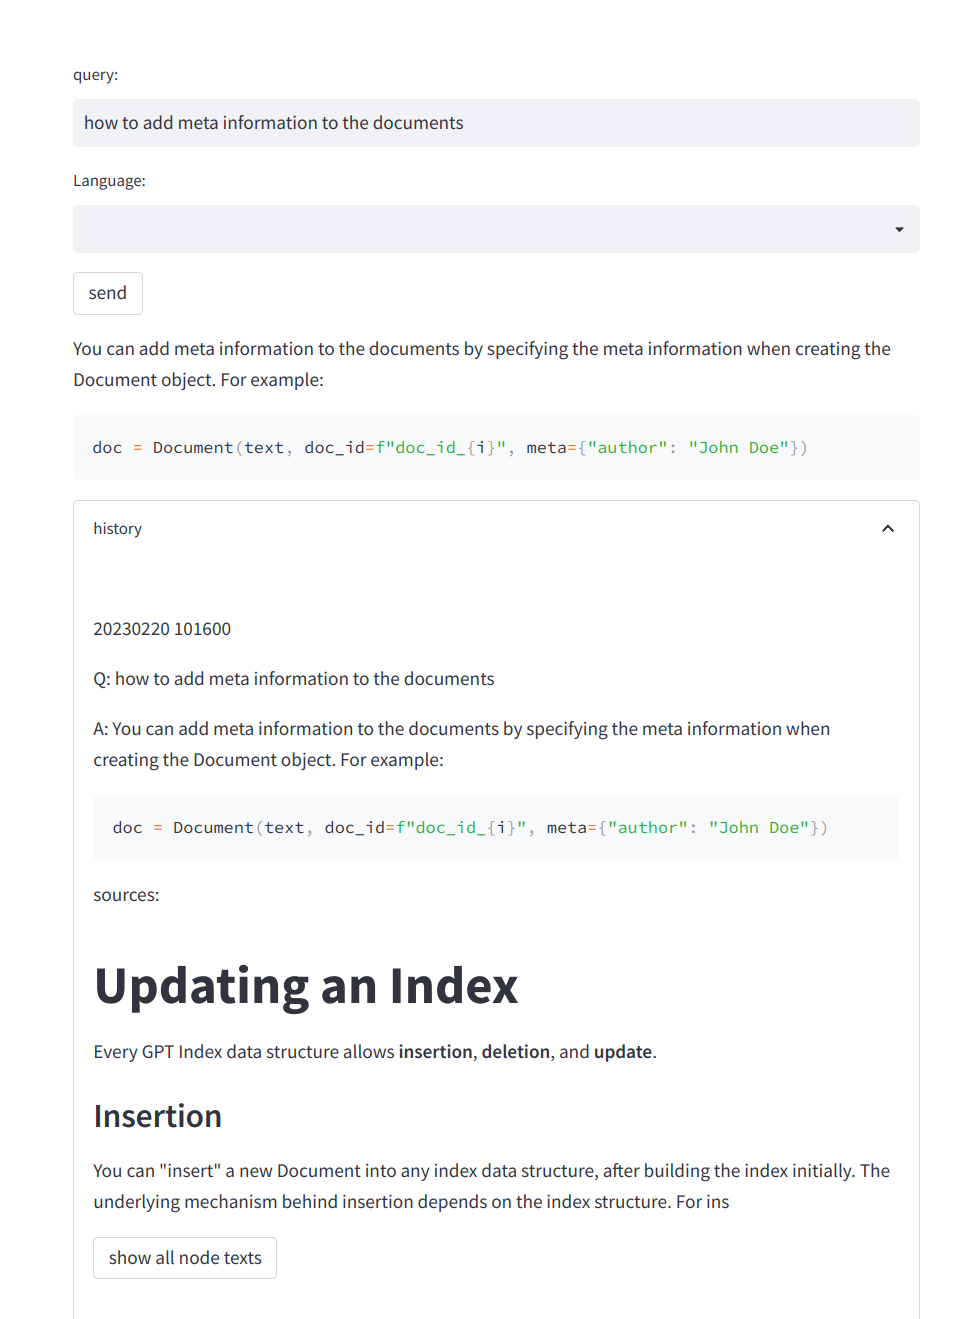 query:
how to add meta information to the documents
Language:
send
You can add meta information to the documents by specifying the meta information when creating the
Document object. For example:
doc = Document(text, doc_id=f"doc_id_{i}", meta={"author": "John Doe"})
history
20230220 101600
Q: how to add meta information to the documents
A: You can add meta information to the documents by specifying the meta information when
creating the Document object. For example:
doc = Document(text, doc_id=f"doc_id_{i}", meta={"author": "John Doe"})
sources:
Updating an Index
Every GPT Index data structure allows insertion, deletion, and update.
Insertion
You can "insert" a new Document into any index data structure, after building the index initially. The
underlying mechanism behind insertion depends on the index structure. For ins
show all node texts